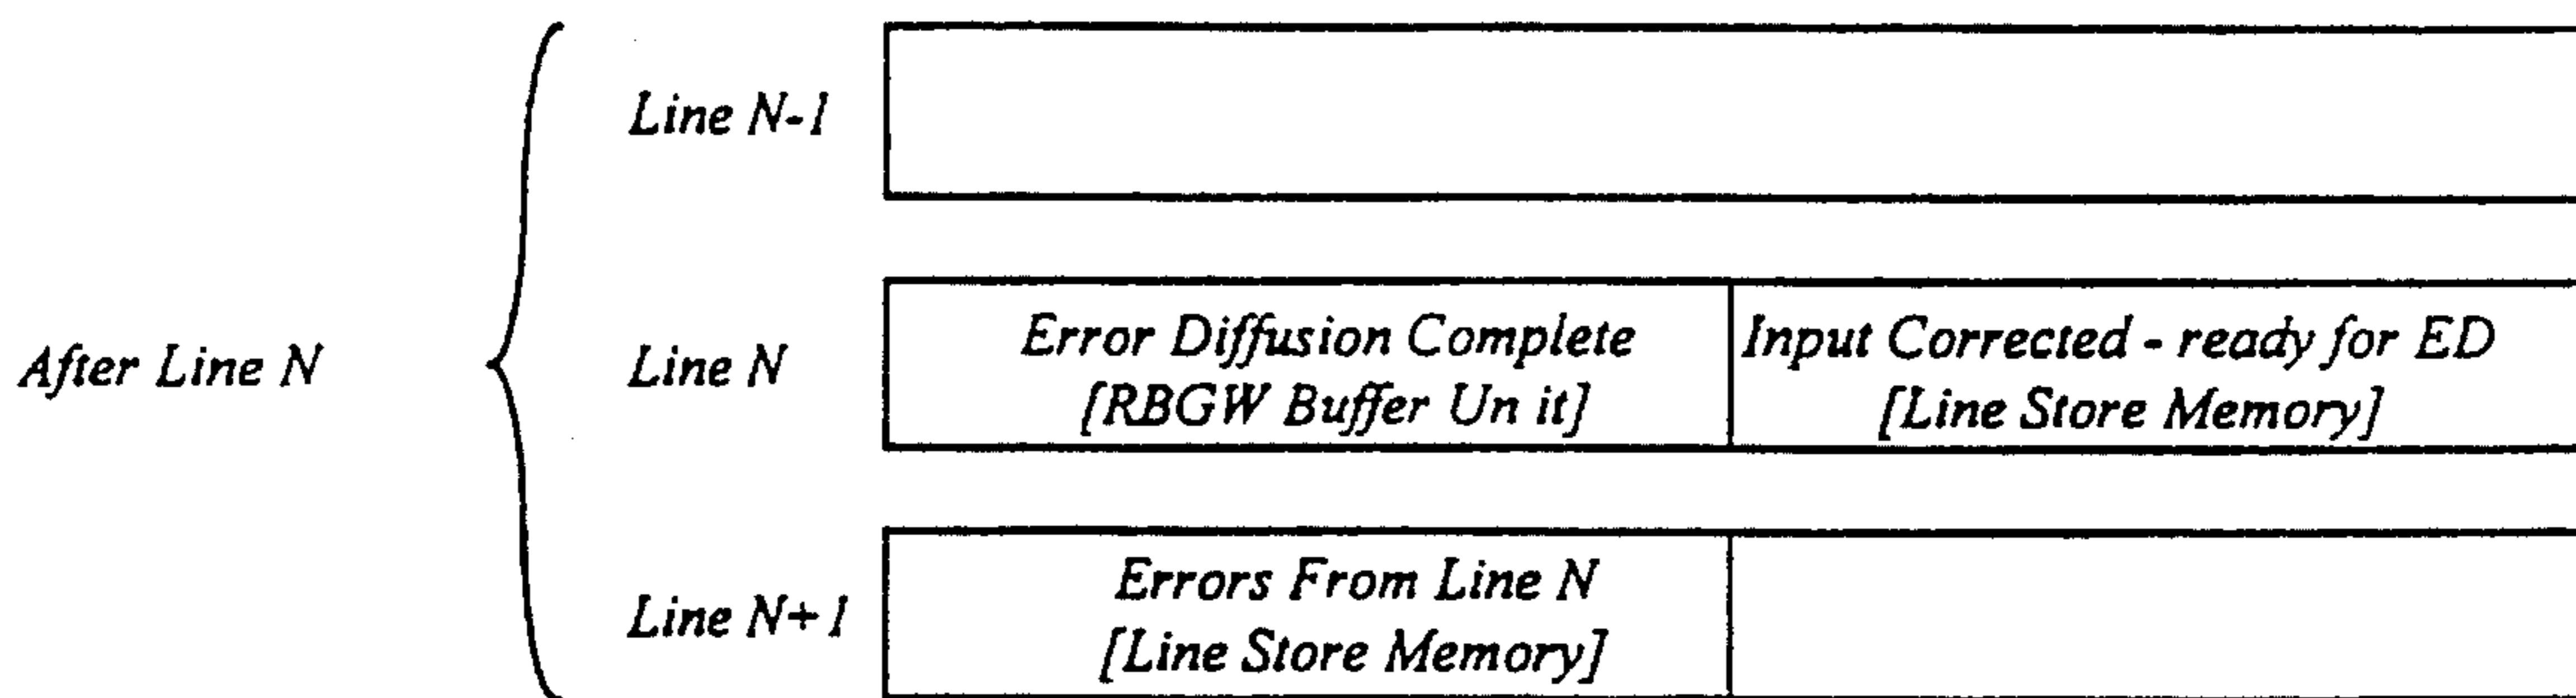 Line N-1
After Line N
Line N
Error Diffusion Complete
[RBGW Buffer Un it]
Input Corrected - ready for ED
[Line Store Memory]
Line N+1
Errors From Line N
[Line Store Memory]